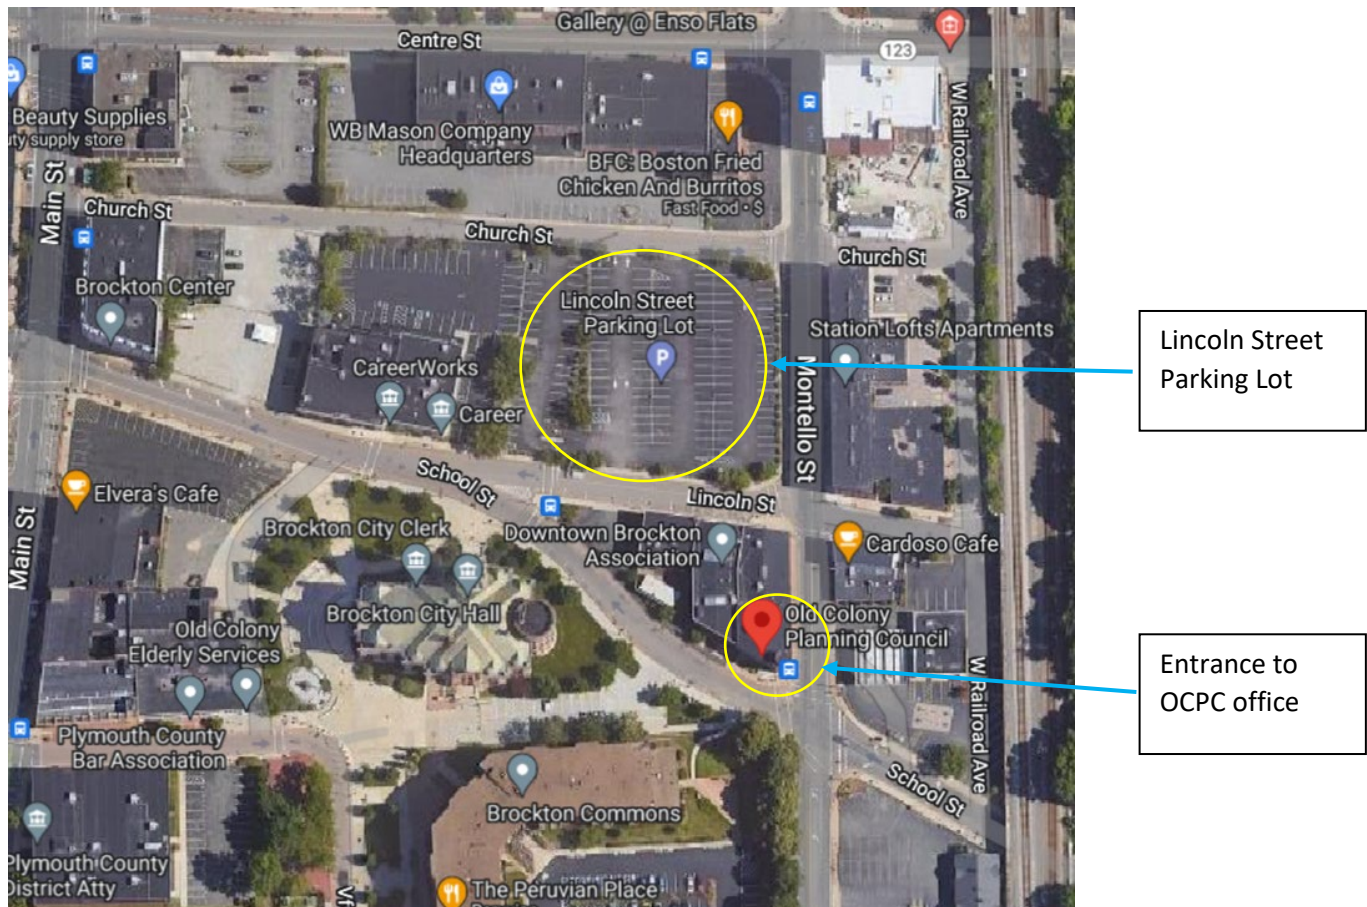 Gallery @ Enso Flats
Centre St
123
W Railroad Ave
Beauty Supplies
uty supply store
WB Mason Company
Headquarters
BFC: Boston Fried
Chicken And Burritos
Fast Food • $
Main St
Church St
Church St
Church St
Brockton Center
Lincoln Street
Parking Lot
P
Station Lofts Apartments
Lincoln Street
Parking Lot
CareerWorks
Career
Montello St
School St
Lincoln St
Elvera's Cafe
Main St
Brockton City Clerk
Downtown Brockton
Association
Cardoso Cafe
Brockton City Hall
Old Colony
Planning Council
Old Colony
Elderly Services
Entrance to
OCPC office
W Railroad Ave
Plymouth County
Bar Association
School St
Brockton Commons
Plymouth County
District Atty
The Peruvian Place